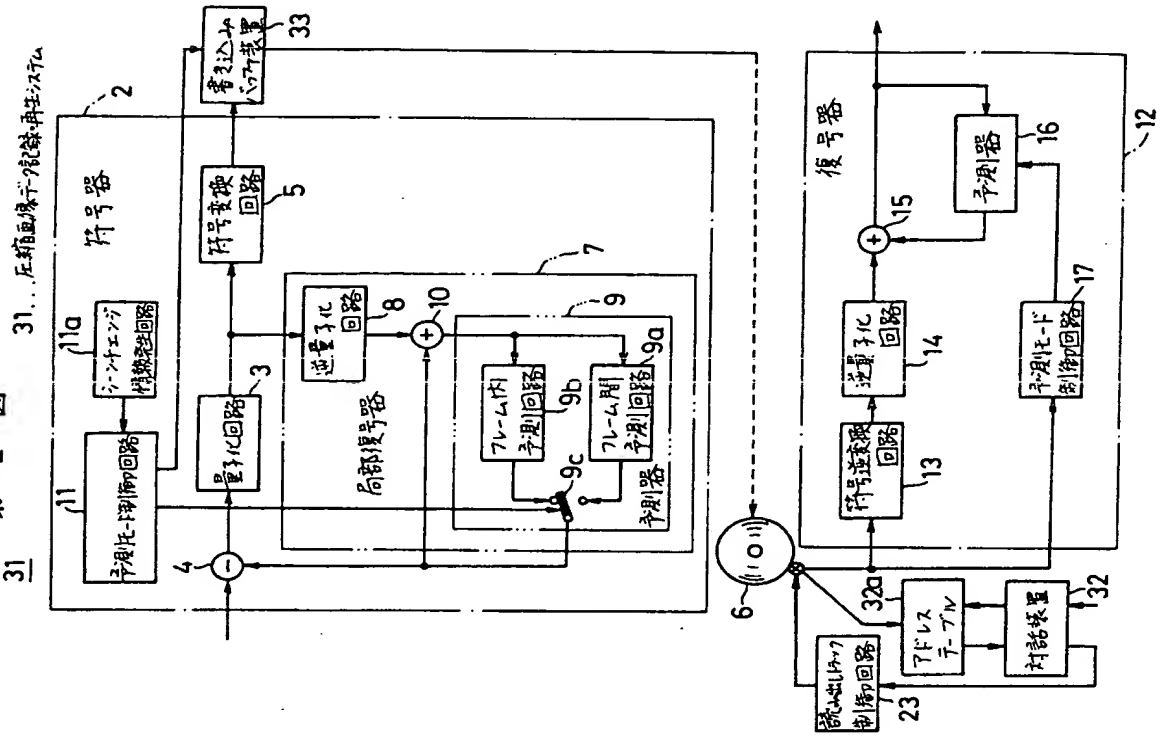 31
31...圧縮画像データ記録・再生システム
符号器
2
11a
シーンチェンジ
情報発生回路
11
予測モード制御回路
4
−
量子化回路
3
符号変換
回路
5
書き込み
バッファ装置
33
7
局部復号器
逆量子化
回路
8
+
10
9
フレーム内
予測回路
9b
フレーム間
予測回路
9a
9c
予測器
6
復号器
12
符号逆変換
回路
13
逆量子化
回路
14
+
15
予測器
16
予測モード
制御回路
17
32a
アドレス
テーブル
対話装置
32
読み出しトラック
制御回路
23